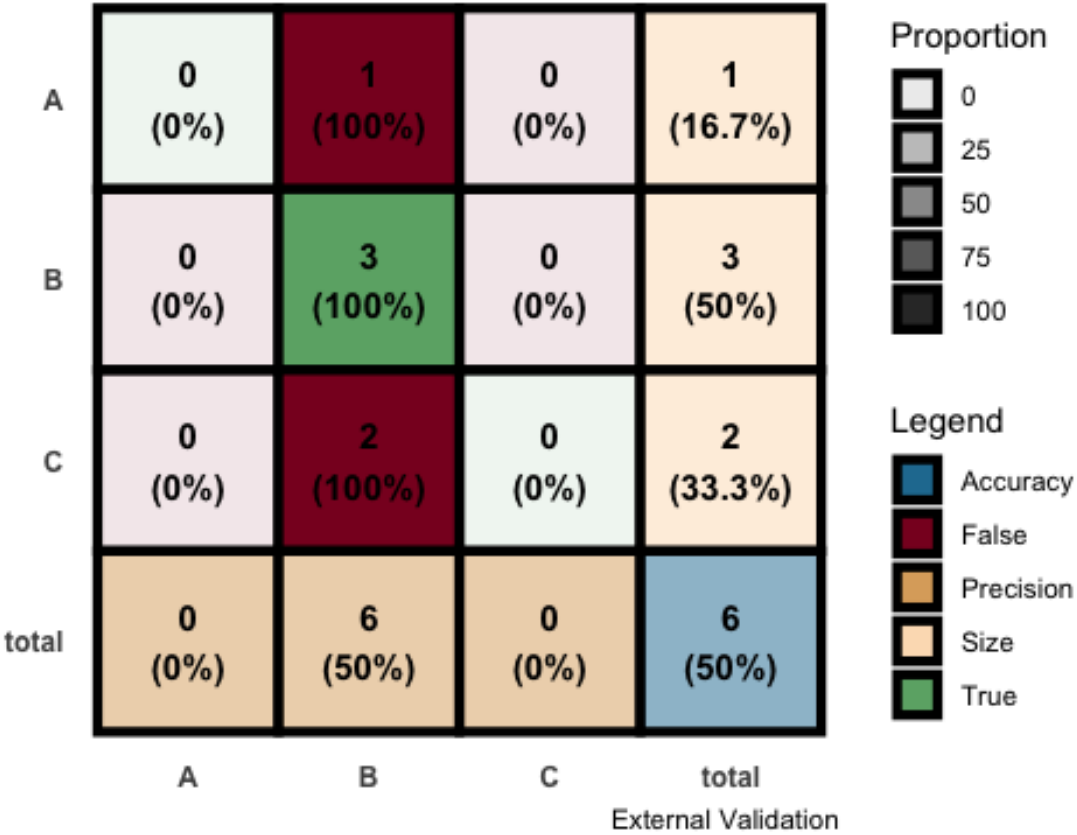 A
0
(0%)
1
(100%)
0
(0%)
1
(16.7%)
B
0
(0%)
3
(100%)
0
(0%)
3
(50%)
C
0
(0%)
2
(100%)
0
(0%)
2
(33.3%)
total
0
(0%)
6
(50%)
0
(0%)
6
(50%)
A
B
C
total
External Validation
Proportion
0
25
50
75
100
Legend
Accuracy
False
Precision
Size
True